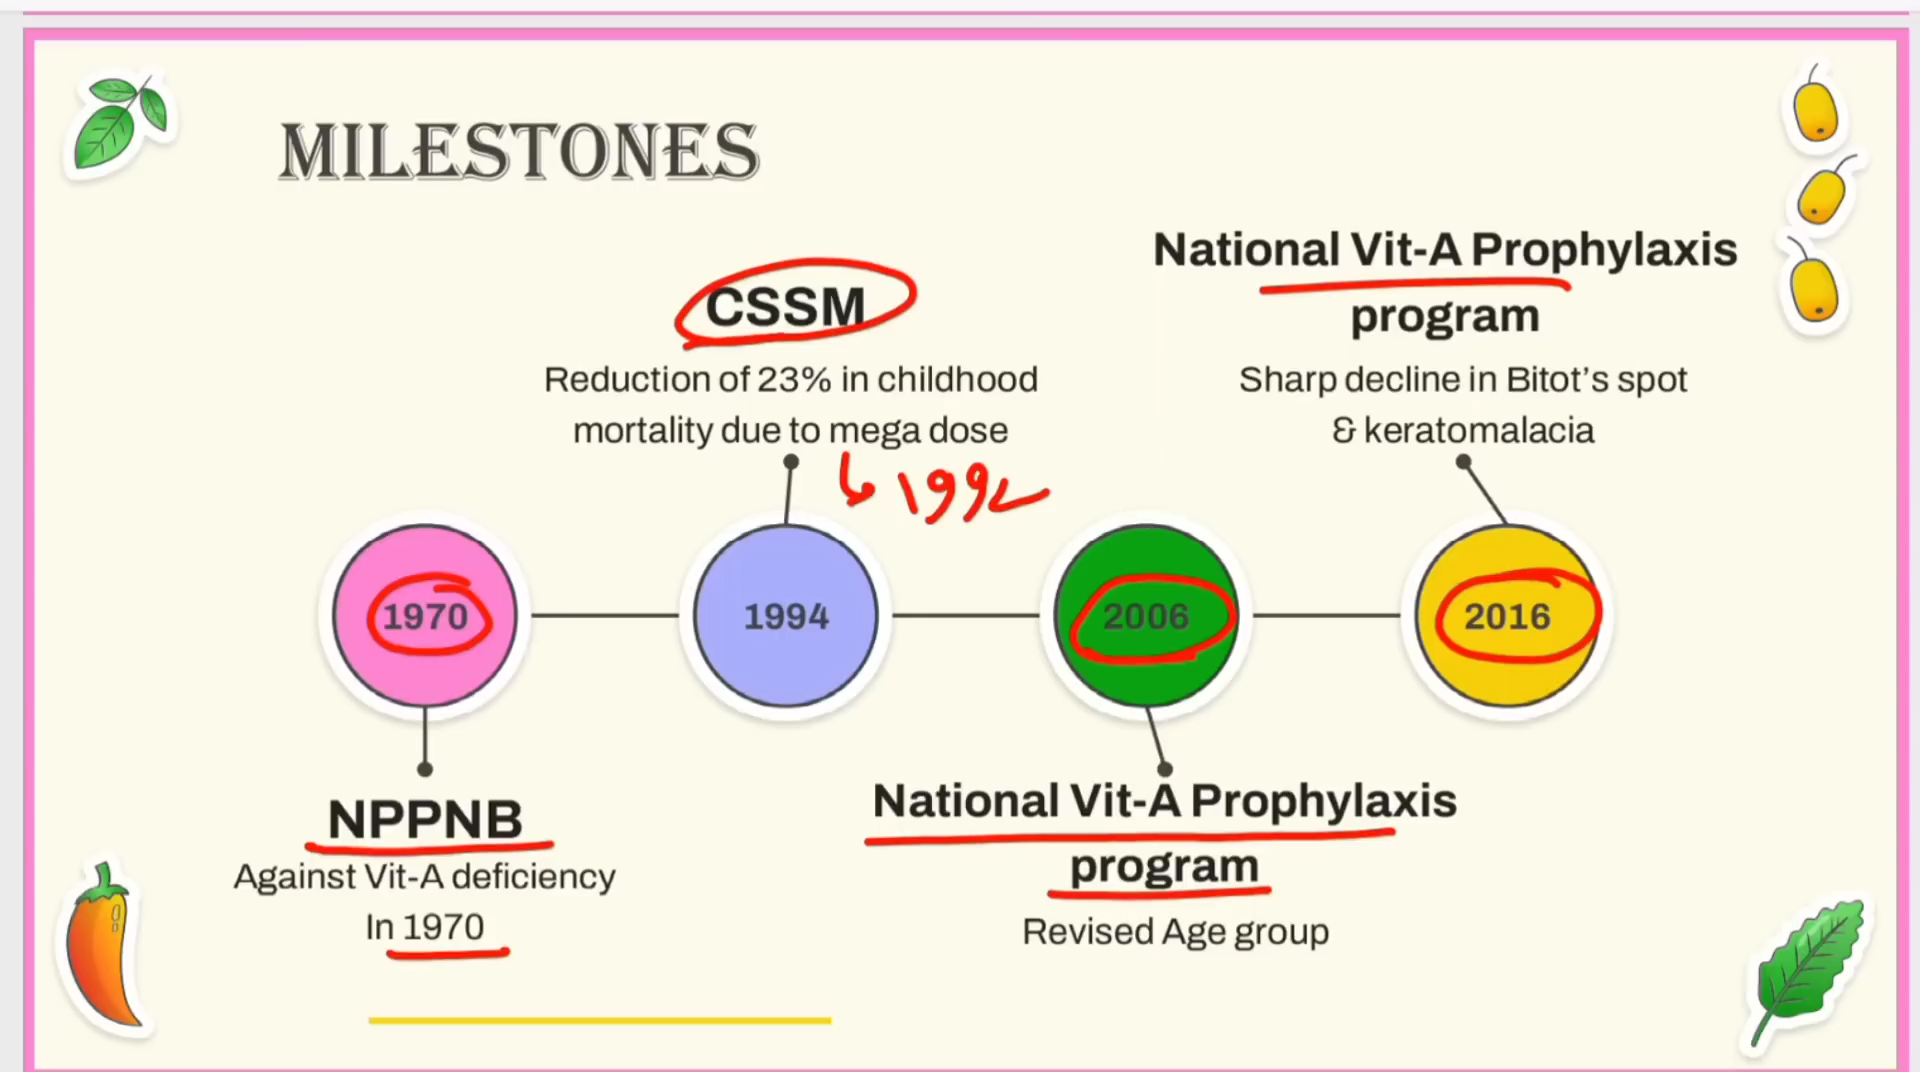 MILESTONES
CSSM
Reduction of 23% in childhood
mortality due to mega dose
1992
National Vit-A Prophylaxis
program
Sharp decline in Bitot’s spot
& keratomalacia
1970
1994
2006
2016
NPPNB
Against Vit-A deficiency
In 1970
National Vit-A Prophylaxis
program
Revised Age group